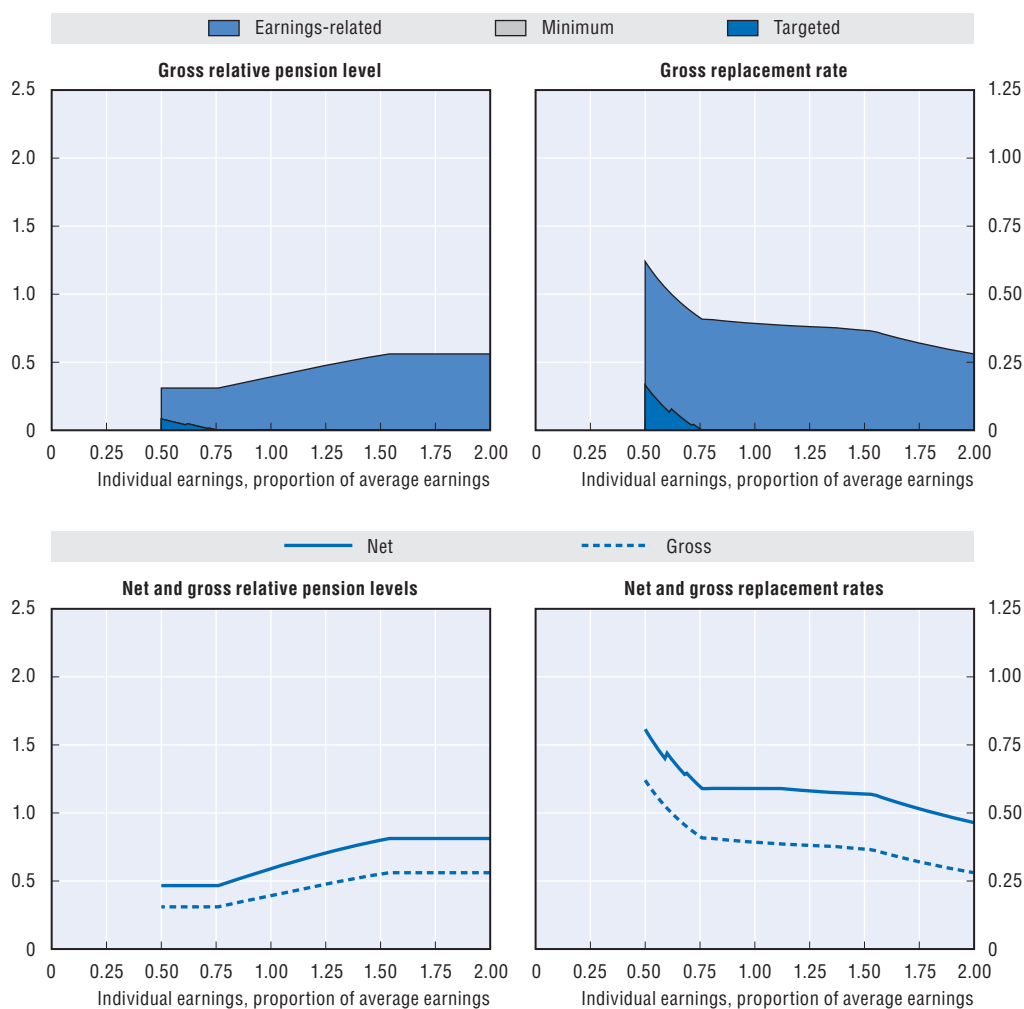 Earnings-related Minimum Targeted
Gross relative pension level
2.5
2.0
1.5
1.0
0.5
0
0 0.25 0.50 0.75 1.00 1.25 1.50 1.75 2.00
Individual earnings, proportion of average earnings
Gross replacement rate
1.25
1.00
0.75
0.50
0.25
0
0 0.25 0.50 0.75 1.00 1.25 1.50 1.75 2.00
Individual earnings, proportion of average earnings
Net Gross
Net and gross relative pension levels
2.5
2.0
1.5
1.0
0.5
0
0 0.25 0.50 0.75 1.00 1.25 1.50 1.75 2.00
Individual earnings, proportion of average earnings
Net and gross replacement rates
1.25
1.00
0.75
0.50
0.25
0
0 0.25 0.50 0.75 1.00 1.25 1.50 1.75 2.00
Individual earnings, proportion of average earnings